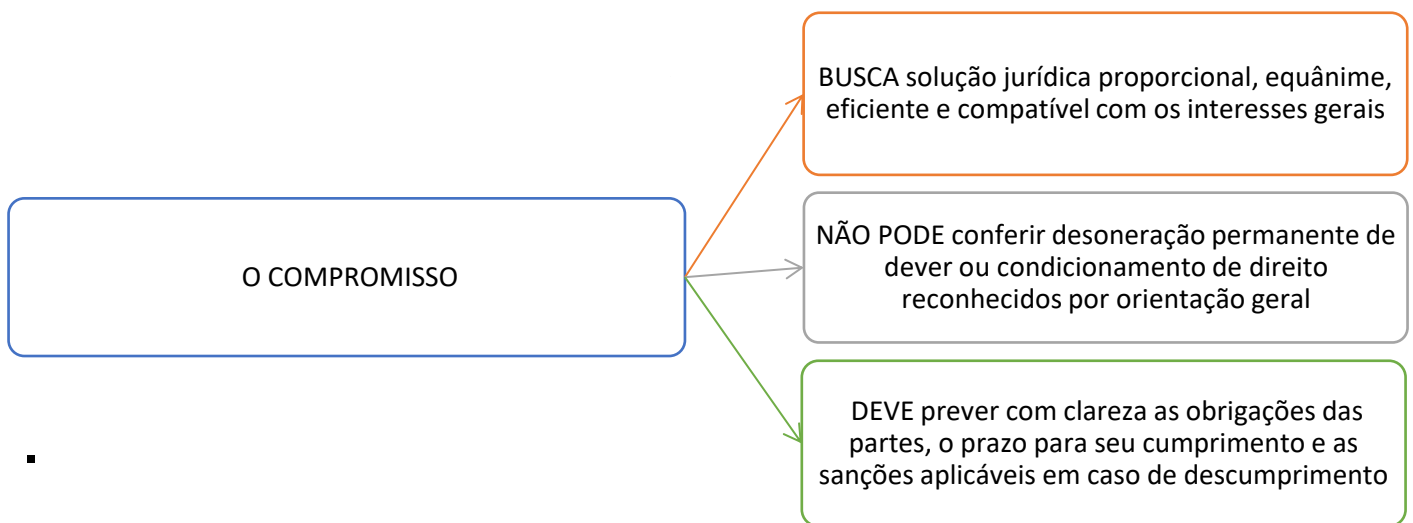 BUSCA solução jurídica proporcional, equânime,
eficiente e compatível com os interesses gerais
O COMPROMISSO
NÃO PODE conferir desoneração permanente de
dever ou condicionamento de direito
reconhecidos por orientação geral
DEVE prever com clareza as obrigações das
partes, o prazo para seu cumprimento e as
sanções aplicáveis em caso de descumprimento